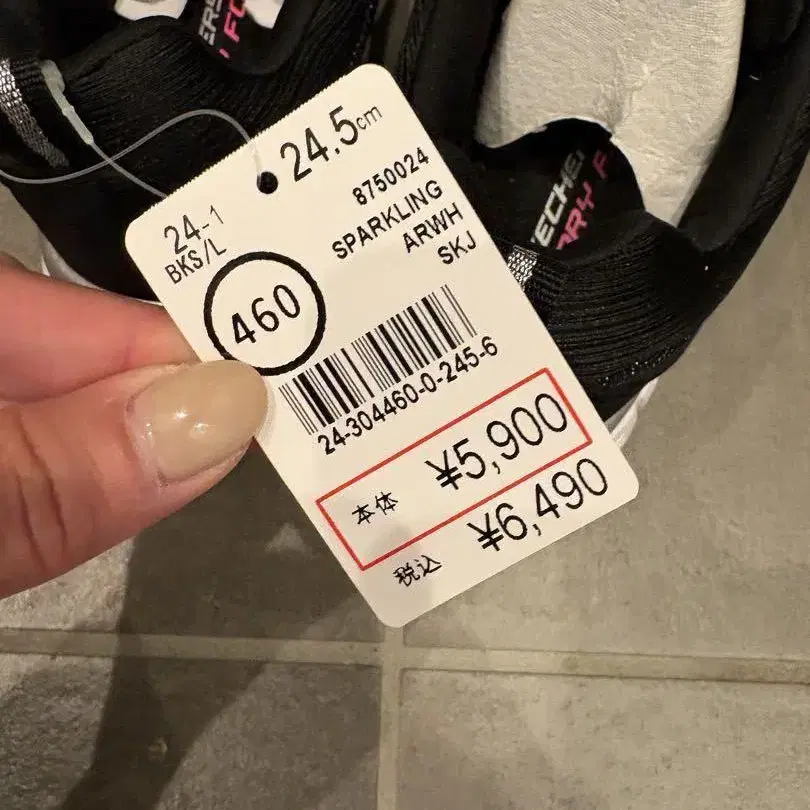 24.5cm
24-1
BKS/L
8750024
SPARKLING
ARWH
SKJ
460
24-304460-0-245-6
本体 ¥5,900
税込 ¥6,490